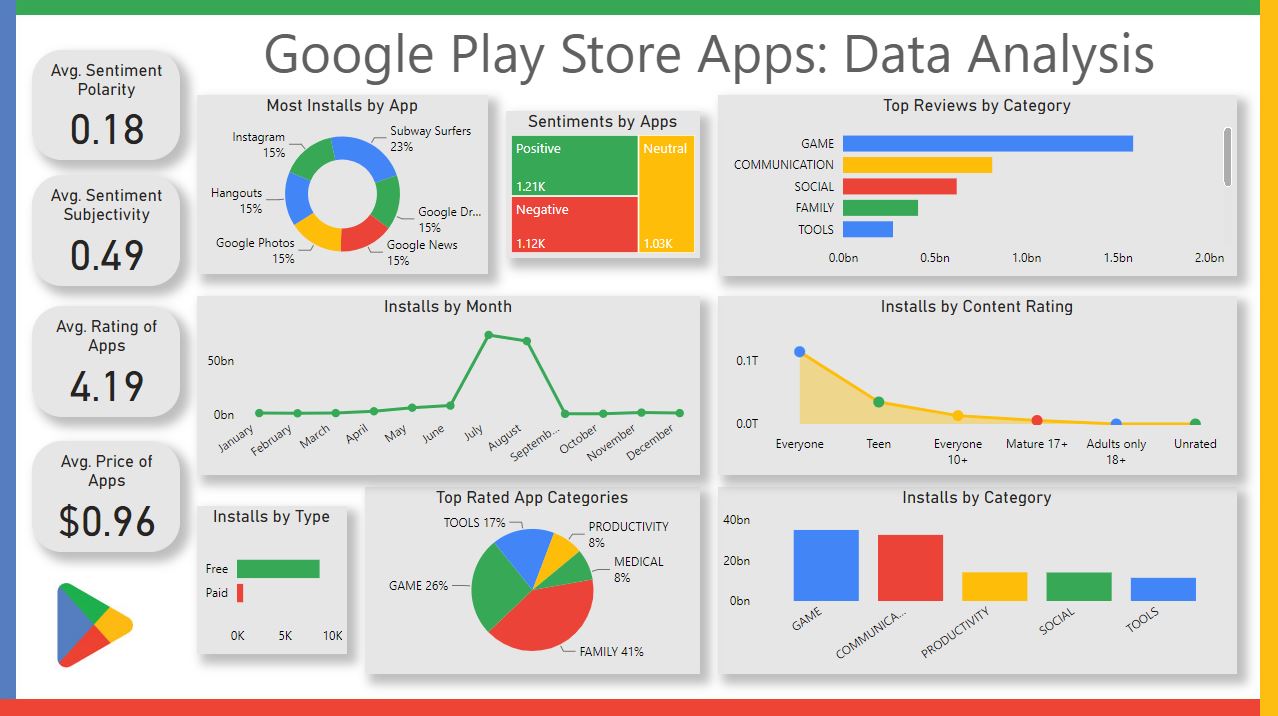 Google Play Store Apps: Data Analysis
Avg. Sentiment
Polarity
0.18
Avg. Sentiment
Subjectivity
0.49
Avg. Rating of
Apps
4.19
Avg. Price of
Apps
$0.96
Most Installs by App
Subway Surfers
23%
Google Dr...
15%
Google News
15%
Google Photos
15%
Hangouts
15%
Instagram
15%
Sentiments by Apps
Positive
1.21K
Negative
1.12K
Neutral
1.03K
Top Reviews by Category
GAME
COMMUNICATION
SOCIAL
FAMILY
TOOLS
0.0bn 0.5bn 1.0bn 1.5bn 2.0bn
Installs by Month
50bn
0bn
January February March April May June July August Septemb... October November December
Installs by Content Rating
0.1T
0.0T
Everyone
Teen
Everyone
10+
Mature 17+
Adults only
18+
Unrated
Installs by Type
Free
Paid
0K 5K 10K
Top Rated App Categories
TOOLS 17%
PRODUCTIVITY
8%
MEDICAL
8%
GAME 26%
FAMILY 41%
Installs by Category
40bn
20bn
0bn
GAME COMMUNICA... PRODUCTIVITY SOCIAL TOOLS